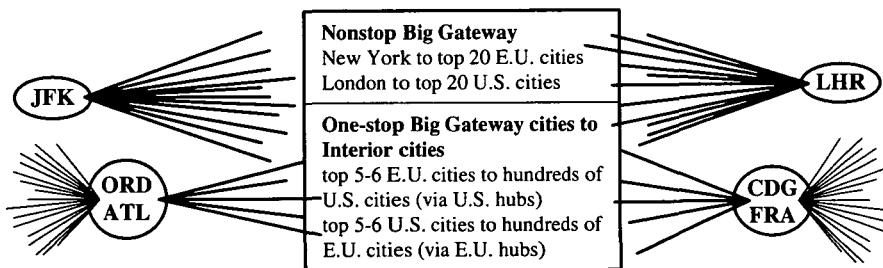 Nonstop Big Gateway
New York to top 20 E.U. cities
London to top 20 U.S. cities
JFK
LHR
One-stop Big Gateway cities to
Interior cities
top 5-6 E.U. cities to hundreds of
U.S. cities (via U.S. hubs)
top 5-6 U.S. cities to hundreds of
E.U. cities (via E.U. hubs)
ORD
ATL
CDG
FRA